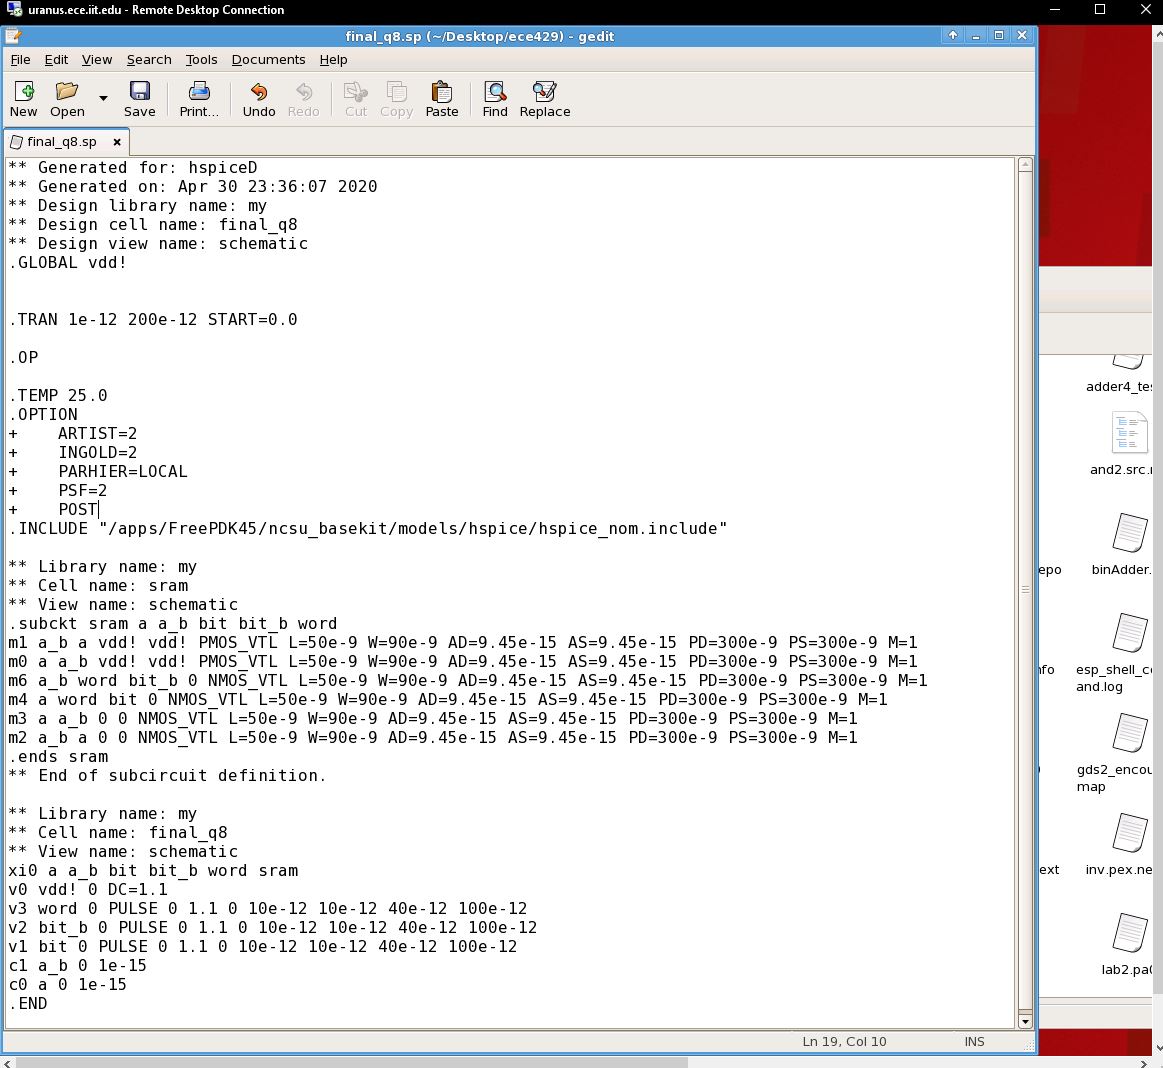 uranus.ece.iit.edu - Remote Desktop Connection
final_q8.sp (~/Desktop/ece429) - gedit
File Edit View Search Tools Documents Help
New Open Save Print... Undo Redo Cut Copy Paste Find Replace
final_q8.sp
** Generated for: hspiceD
** Generated on: Apr 30 23:36:07 2020
** Design library name: my
** Design cell name: final_q8
** Design view name: schematic
.GLOBAL vdd!
.TRAN 1e-12 200e-12 START=0.0
.OP
.TEMP 25.0
.OPTION
+    ARTIST=2
+    INGOLD=2
+    PARHIER=LOCAL
+    PSF=2
+    POST
.INCLUDE "/apps/FreePDK45/ncsu_basekit/models/hspice/hspice_nom.include"
** Library name: my
** Cell name: sram
** View name: schematic
.subckt sram a a_b bit bit_b word
m1 a_b a vdd! vdd! PMOS_VTL L=50e-9 W=90e-9 AD=9.45e-15 AS=9.45e-15 PD=300e-9 PS=300e-9 M=1
m0 a a_b vdd! vdd! PMOS_VTL L=50e-9 W=90e-9 AD=9.45e-15 AS=9.45e-15 PD=300e-9 PS=300e-9 M=1
m6 a_b word bit_b 0 NMOS_VTL L=50e-9 W=90e-9 AD=9.45e-15 AS=9.45e-15 PD=300e-9 PS=300e-9 M=1
m4 a word bit 0 NMOS_VTL L=50e-9 W=90e-9 AD=9.45e-15 AS=9.45e-15 PD=300e-9 PS=300e-9 M=1
m3 a a_b 0 0 NMOS_VTL L=50e-9 W=90e-9 AD=9.45e-15 AS=9.45e-15 PD=300e-9 PS=300e-9 M=1
m2 a_b a 0 0 NMOS_VTL L=50e-9 W=90e-9 AD=9.45e-15 AS=9.45e-15 PD=300e-9 PS=300e-9 M=1
.ends sram
** End of subcircuit definition.
** Library name: my
** Cell name: final_q8
** View name: schematic
xi0 a a_b bit bit_b word sram
v0 vdd! 0 DC=1.1
v3 word 0 PULSE 0 1.1 0 10e-12 10e-12 40e-12 100e-12
v2 bit_b 0 PULSE 0 1.1 0 10e-12 10e-12 40e-12 100e-12
v1 bit 0 PULSE 0 1.1 0 10e-12 10e-12 40e-12 100e-12
c1 a_b 0 1e-15
c0 a 0 1e-15
.END
Ln 19, Col 10 INS
adder4_tes
and2.src.
epo binAdder.
nfo esp_shell_co
and.log
gds2_encou
map
ext inv.pex.ne
lab2.pa